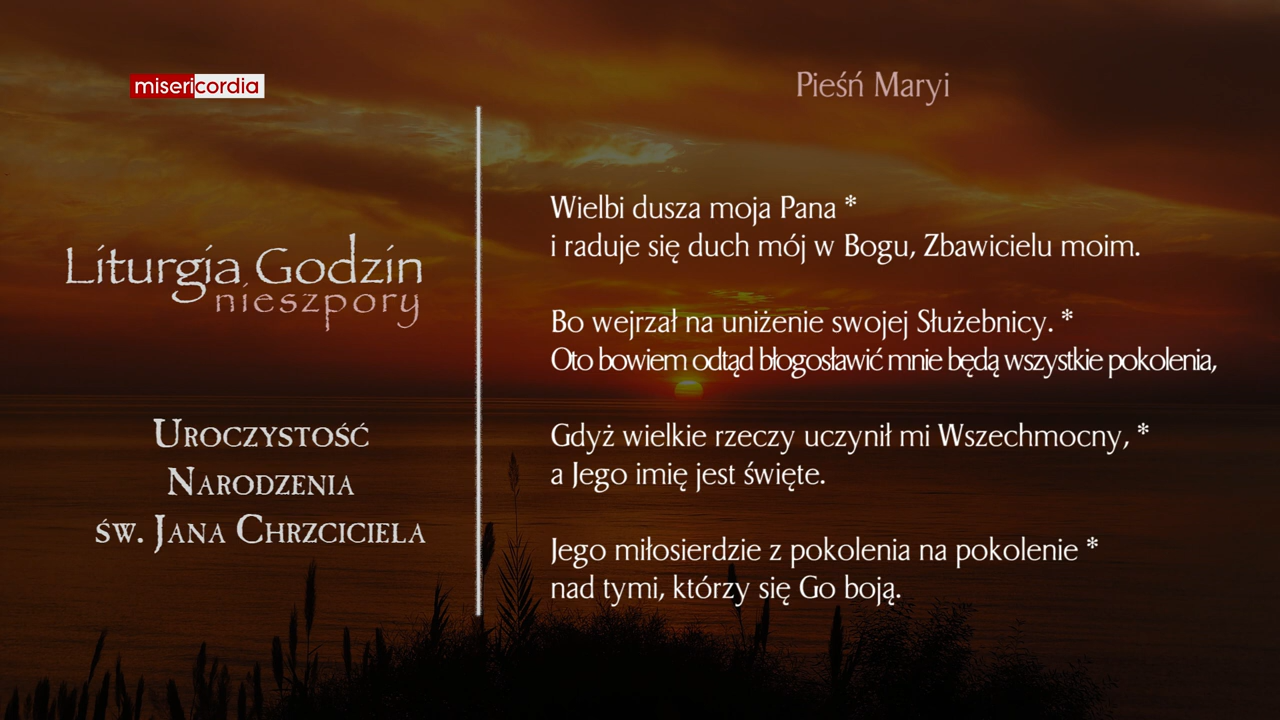 misericordia
Liturgia Godzin
nieszpory
Uroczystość
Narodzenia
św. Jana Chrzciciela
Pieśń Maryi
Wielbi dusza moja Pana *
i raduje się duch mój w Bogu, Zbawicielu moim.
Bo wejrzał na uniżenie swojej Służebnicy. *
Oto bowiem odtąd błogosławić mnie będą wszystkie pokolenia,
Gdyż wielkie rzeczy uczynił mi Wszechmocny, *
a Jego imię jest święte.
Jego miłosierdzie z pokolenia na pokolenie *
nad tymi, którzy się Go boją.